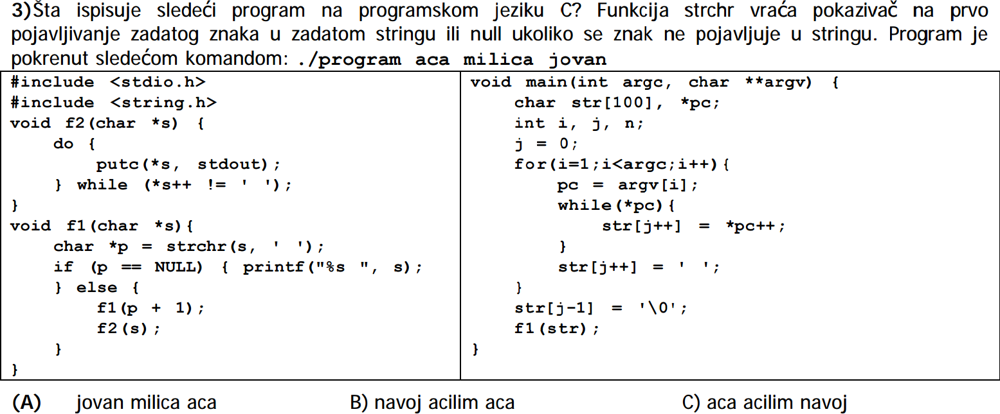 3)Šta ispisuje sledeći program na programskom jeziku C? Funkcija strchr vraća pokazivač na prvo
pojavljivanje zadatog znaka u zadatom stringu ili null ukoliko se znak ne pojavljuje u stringu. Program je
pokrenut sledećom komandom: ./program aca milica jovan
#include <stdio.h>
#include <string.h>
void f2(char *s) {
    do {
        putc(*s, stdout);
    } while (*s++ != ' ');
}
void f1(char *s){
    char *p = strchr(s, ' ');
    if (p == NULL) { printf("%s ", s);
    } else {
        f1(p + 1);
        f2(s);
    }
}
void main(int argc, char **argv) {
    char str[100], *pc;
    int i, j, n;
    j = 0;
    for(i=1;i<argc;i++){
        pc = argv[i];
        while(*pc){
            str[j++] = *pc++;
        }
        str[j++] = ' ';
    }
    str[j-1] = '\0';
    f1(str);
}
(A) jovan milica aca B) navoj acilim aca C) aca acilim navoj